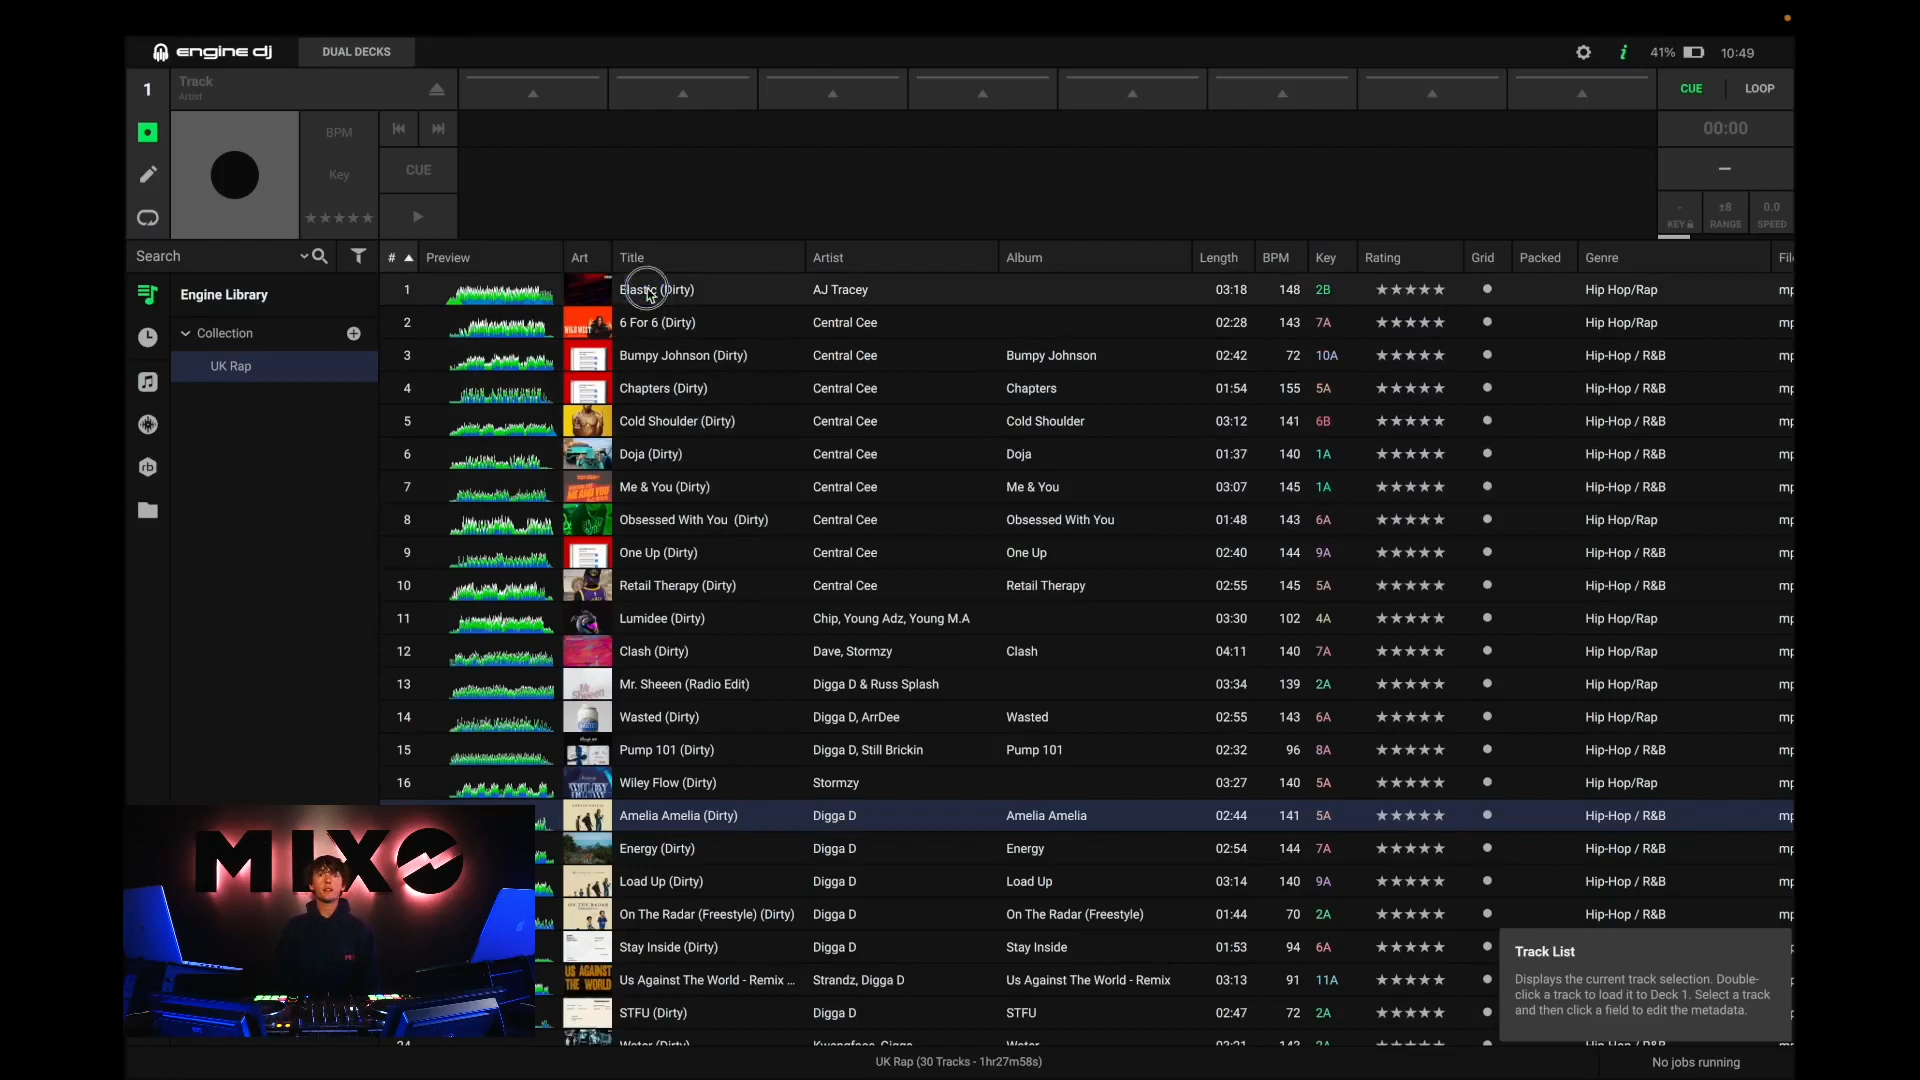 engine dj DUAL DECKS 41% 10:49
1 Track
Artist
CUE LOOP
BPM 00:00
CUE –
Key
- ±8 0.0
KEY RANGE SPEED
Search # Preview Art Title Artist Album Length BPM Key Rating Grid Packed Genre
Engine Library
Collection
UK Rap
1 Elastic (Dirty) AJ Tracey 03:18 148 2B Hip Hop/Rap
2 6 For 6 (Dirty) Central Cee 02:28 143 7A Hip Hop/Rap
3 Bumpy Johnson (Dirty) Central Cee Bumpy Johnson 02:42 72 10A Hip-Hop / R&B
4 Chapters (Dirty) Central Cee Chapters 01:54 155 5A Hip-Hop / R&B
5 Cold Shoulder (Dirty) Central Cee Cold Shoulder 03:12 141 6B Hip-Hop / R&B
6 Doja (Dirty) Central Cee Doja 01:37 140 1A Hip-Hop / R&B
7 Me & You (Dirty) Central Cee Me & You 03:07 145 1A Hip-Hop / R&B
8 Obsessed With You (Dirty) Central Cee Obsessed With You 01:48 143 6A Hip Hop/Rap
9 One Up (Dirty) Central Cee One Up 02:40 144 9A Hip-Hop / R&B
10 Retail Therapy (Dirty) Central Cee Retail Therapy 02:55 145 5A Hip-Hop / R&B
11 Lumidee (Dirty) Chip, Young Adz, Young M.A 03:30 102 4A Hip Hop/Rap
12 Clash (Dirty) Dave, Stormzy Clash 04:11 140 7A Hip Hop/Rap
13 Mr. Sheeen (Radio Edit) Digga D & Russ Splash 03:34 139 2A Hip Hop/Rap
14 Wasted (Dirty) Digga D, ArrDee Wasted 02:55 143 6A Hip Hop/Rap
15 Pump 101 (Dirty) Digga D, Still Brickin Pump 101 02:32 96 8A Hip-Hop / R&B
16 Wiley Flow (Dirty) Stormzy 03:27 140 5A Hip Hop/Rap
Amelia Amelia (Dirty) Digga D Amelia Amelia 02:44 141 5A Hip-Hop / R&B
Energy (Dirty) Digga D Energy 02:54 144 7A Hip-Hop / R&B
Load Up (Dirty) Digga D Load Up 03:14 140 9A Hip-Hop / R&B
On The Radar (Freestyle) (Dirty) Digga D On The Radar (Freestyle) 01:44 70 2A Hip-Hop / R&B
Stay Inside (Dirty) Digga D Stay Inside 01:53 94 6A
Us Against The World - Remix ... Strandz, Digga D Us Against The World - Remix 03:13 91 11A
STFU (Dirty) Digga D STFU 02:47 72 2A
MIXO
Track List
Displays the current track selection. Double-
click a track to load it to Deck 1. Select a track
and then click a field to edit the metadata.
UK Rap (30 Tracks - 1hr27m58s) No jobs running